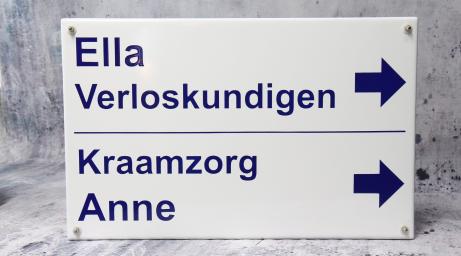 Ella
Verloskundigen
Kraamzorg
Anne